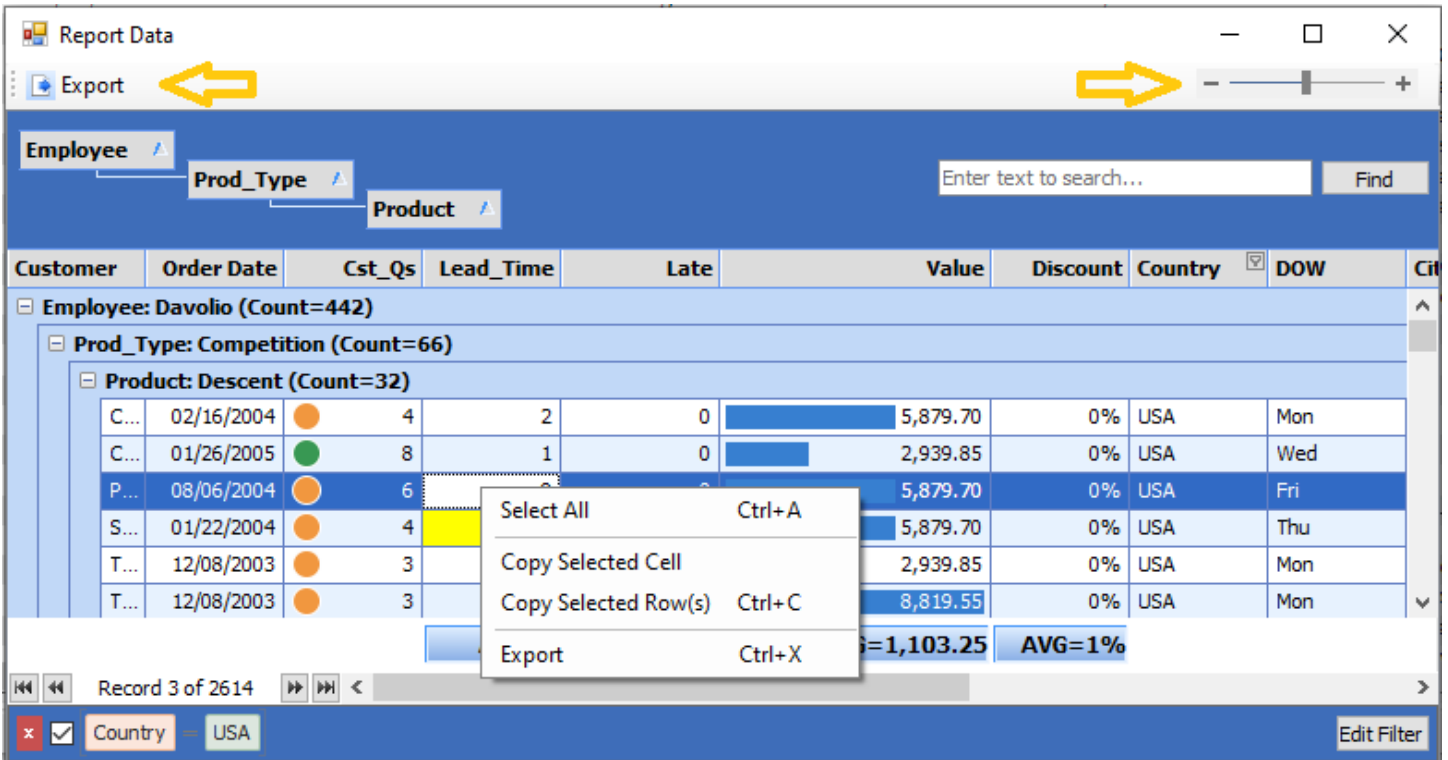 Report Data
Export
Employee
Prod_Type
Product
Enter text to search...
Find
Customer Order Date Cst_Qs Lead_Time Late Value Discount Country DOW
Employee: Davolio (Count=442)
Prod_Type: Competition (Count=66)
Product: Descent (Count=32)
C... 02/16/2004 4 2 0 5,879.70 0% USA Mon
C... 01/26/2005 8 1 0 2,939.85 0% USA Wed
P... 08/06/2004 6 5,879.70 0% USA Fri
S... 01/22/2004 4 5,879.70 0% USA Thu
T... 12/08/2003 3 2,939.85 0% USA Mon
T... 12/08/2003 3 8,819.55 0% USA Mon
Select All Ctrl+A
Copy Selected Cell
Copy Selected Row(s) Ctrl+C
Export Ctrl+X
=1,103.25 AVG=1%
Record 3 of 2614
x Country = USA
Edit Filter